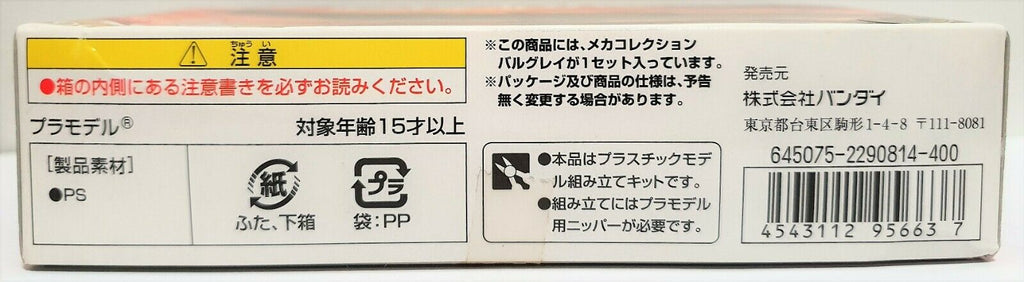 ちゅう い
注意
●箱の内側にある注意書きを必ずお読みください。
プラモデル® 対象年齢15才以上
[製品素材]
●PS
紙
ふた、下箱
プラ
袋:PP
※この商品には、メカコレクション
バルグレイが1セット入っています。
※パッケージ及び商品の仕様は、予告
無く変更する場合があります。
●本品はプラスチックモデ
ル組み立てキットです。
●組み立てにはプラモデル
用ニッパーが必要です。
発売元
株式会社バンダイ
東京都台東区駒形1-4-8 〒111-8081
645075-2290814-400
4543112 95663 7